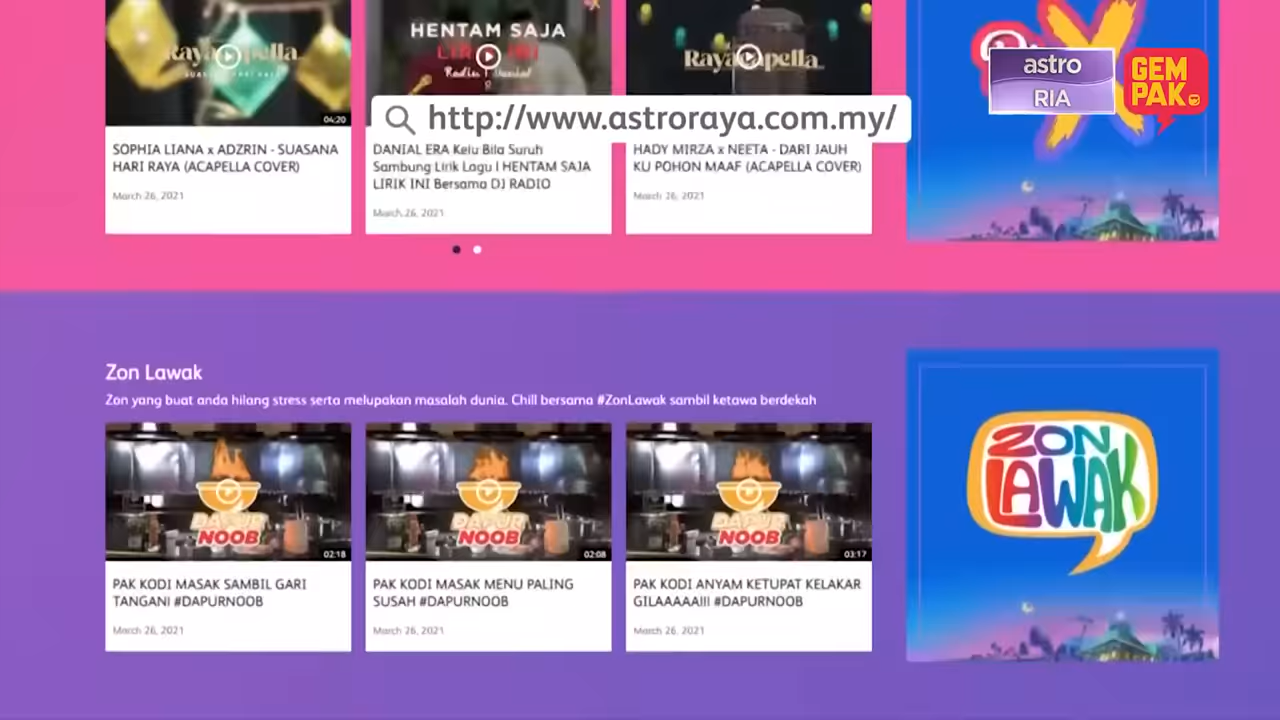 RayaOpella
HENTAM SAJA
LIRIK INI
RayaOpella
astro
RIA
GEM
PAK
http://www.astroraya.com.my/
04:20
SOPHIA LIANA x ADZRIN - SUASANA
HARI RAYA (ACAPELLA COVER)
March 26, 2021
DANIAL ERA Kelu Bila Suruh
Sambung Lirik Lagu I HENTAM SAJA
LIRIK INI Bersama DJ RADIO
March 26, 2021
HADY MIRZA x NEETA - DARI JAUH
KU POHON MAAF (ACAPELLA COVER)
March 26, 2021
Zon Lawak
Zon yang buat anda hilang stress serta melupakan masalah dunia. Chill bersama #ZonLawak sambil ketawa berdekah
DAPUR
NOOB
02:18
PAK KODI MASAK SAMBIL GARI
TANGAN! #DAPURNOOB
March 26, 2021
DAPUR
NOOB
02:08
PAK KODI MASAK MENU PALING
SUSAH #DAPURNOOB
March 26, 2021
DAPUR
NOOB
03:17
PAK KODI ANYAM KETUPAT KELAKAR
GILAAAAA!!! #DAPURNOOB
March 26, 2021
ZON
LAWAK